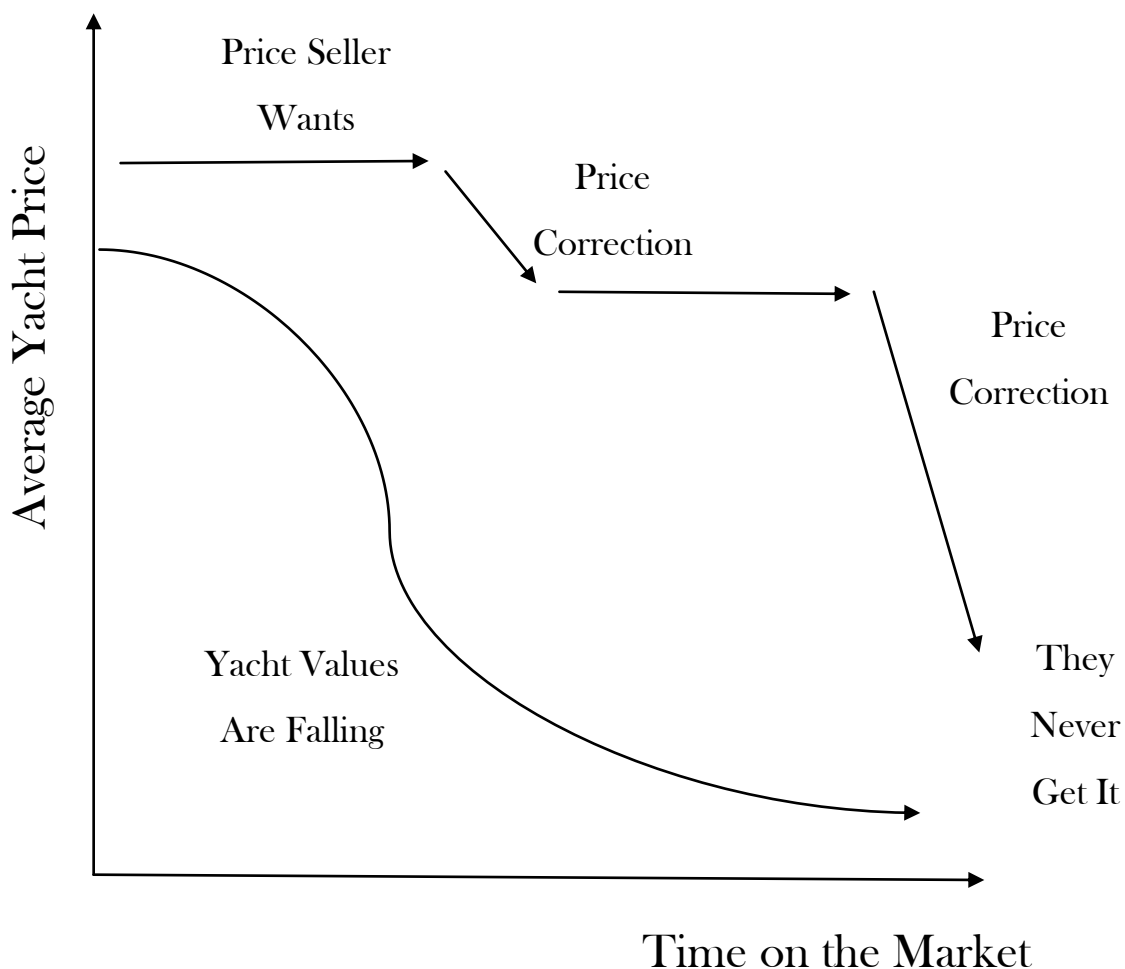 Price Seller
Wants
Price
Correction
Price
Correction
Average Yacht Price
Yacht Values
Are Falling
They
Never
Get It
Time on the Market